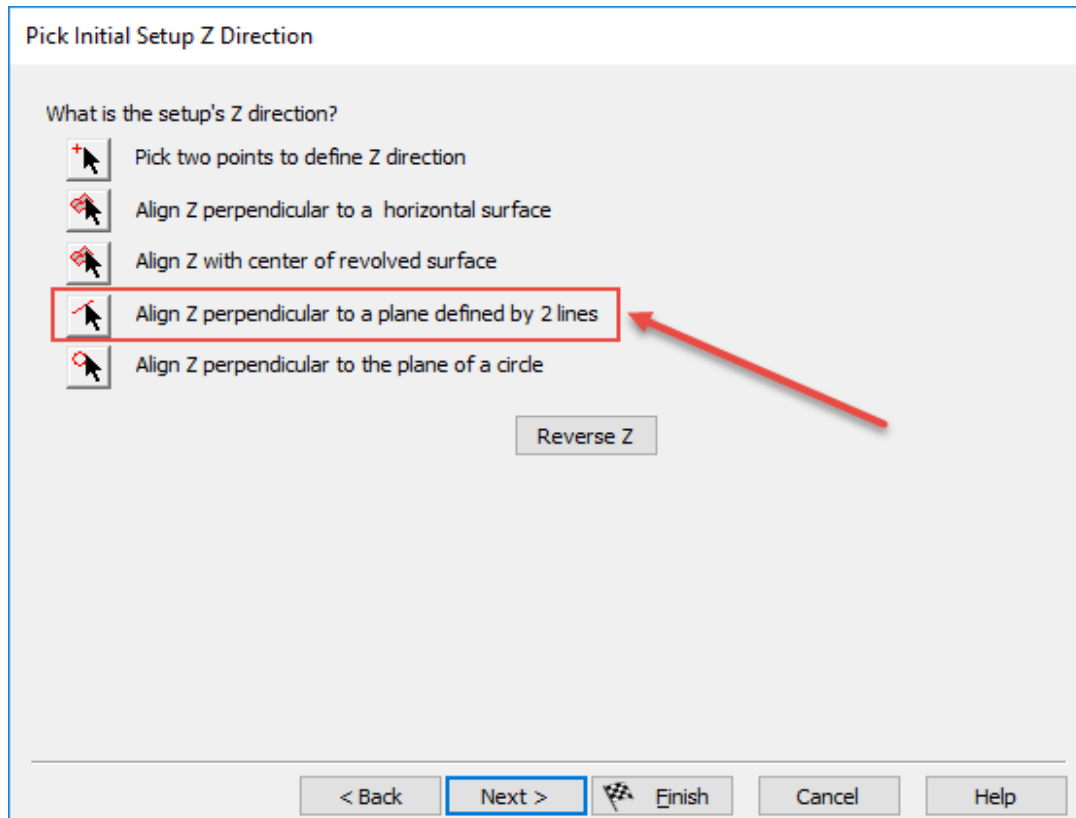 Pick Initial Setup Z Direction
What is the setup's Z direction?
Pick two points to define Z direction
Align Z perpendicular to a horizontal surface
Align Z with center of revolved surface
Align Z perpendicular to a plane defined by 2 lines
Align Z perpendicular to the plane of a circle
Reverse Z
< Back Next > Finish Cancel Help